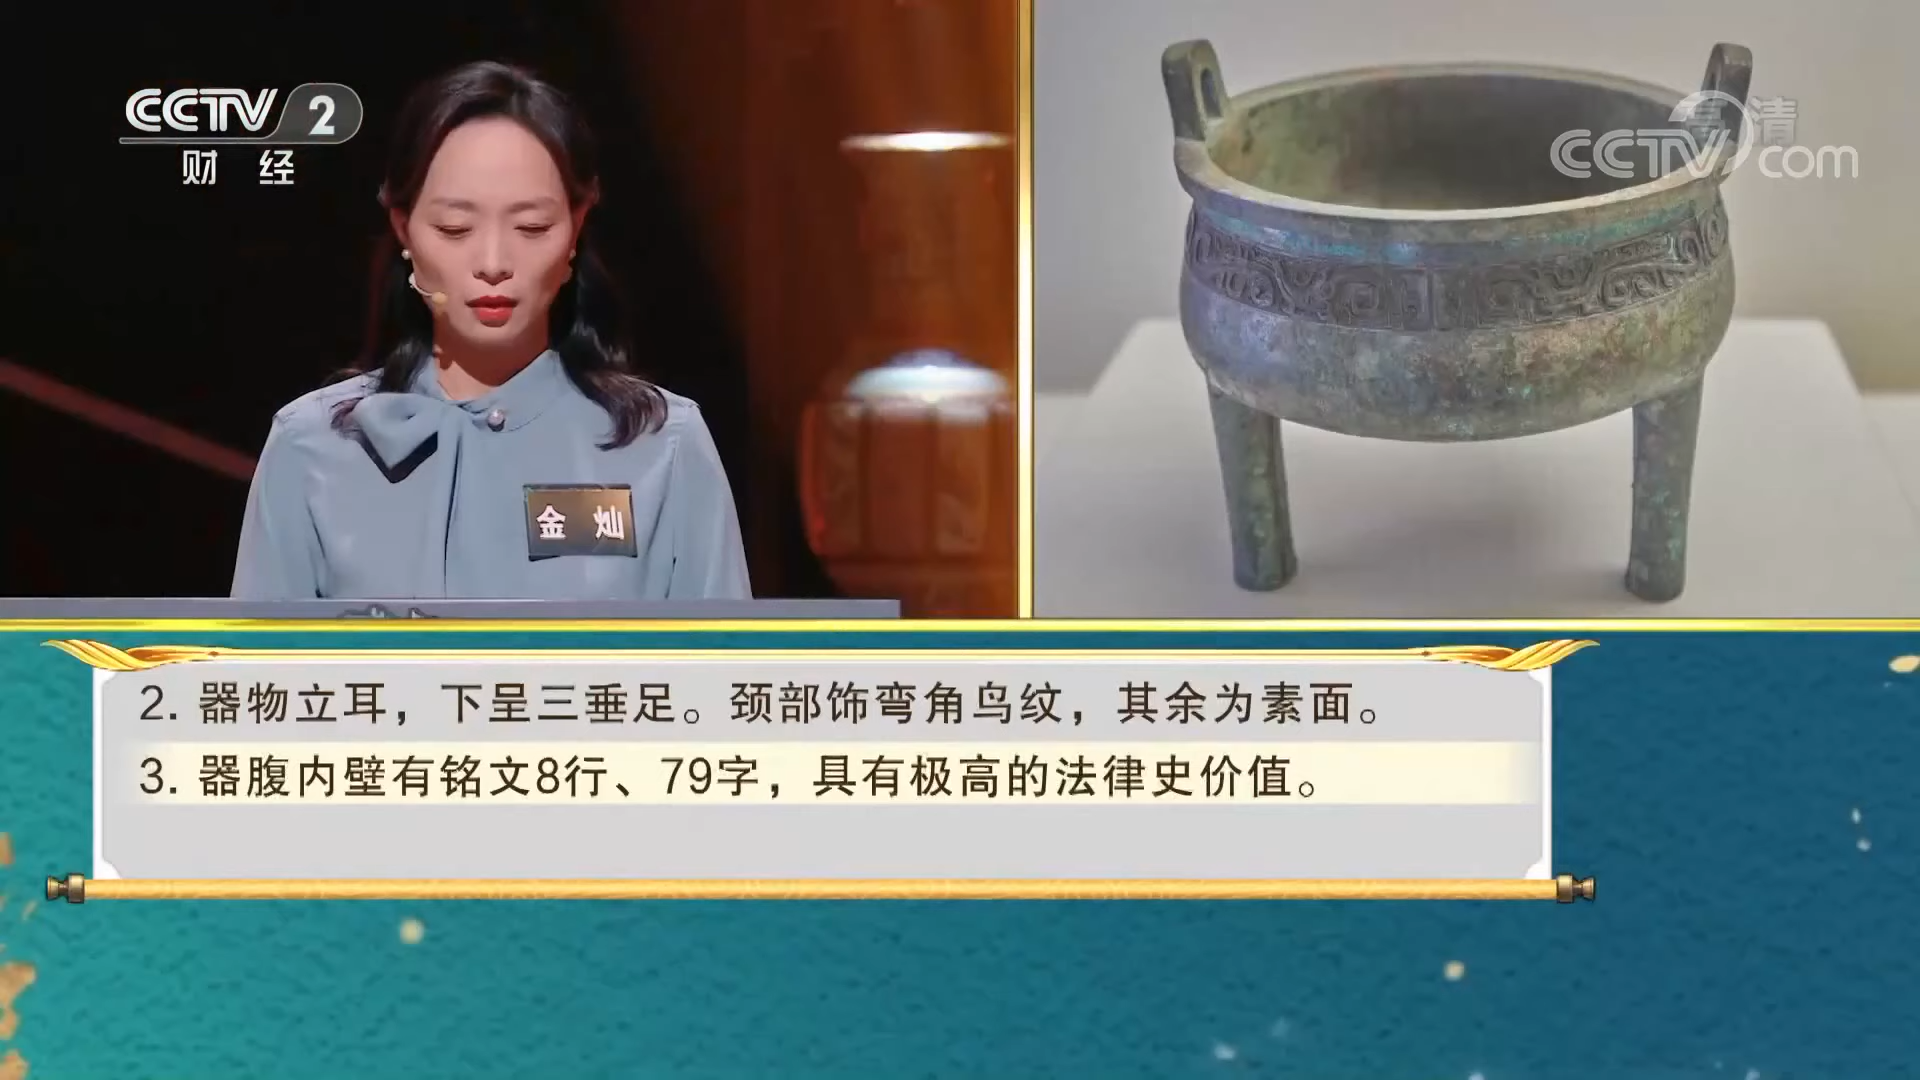 CCTV 2
财 经
高清
CCTV com
金 灿
2. 器物立耳，下呈三垂足。颈部饰弯角鸟纹，其余为素面。
3. 器腹内壁有铭文8行、79字，具有极高的法律史价值。